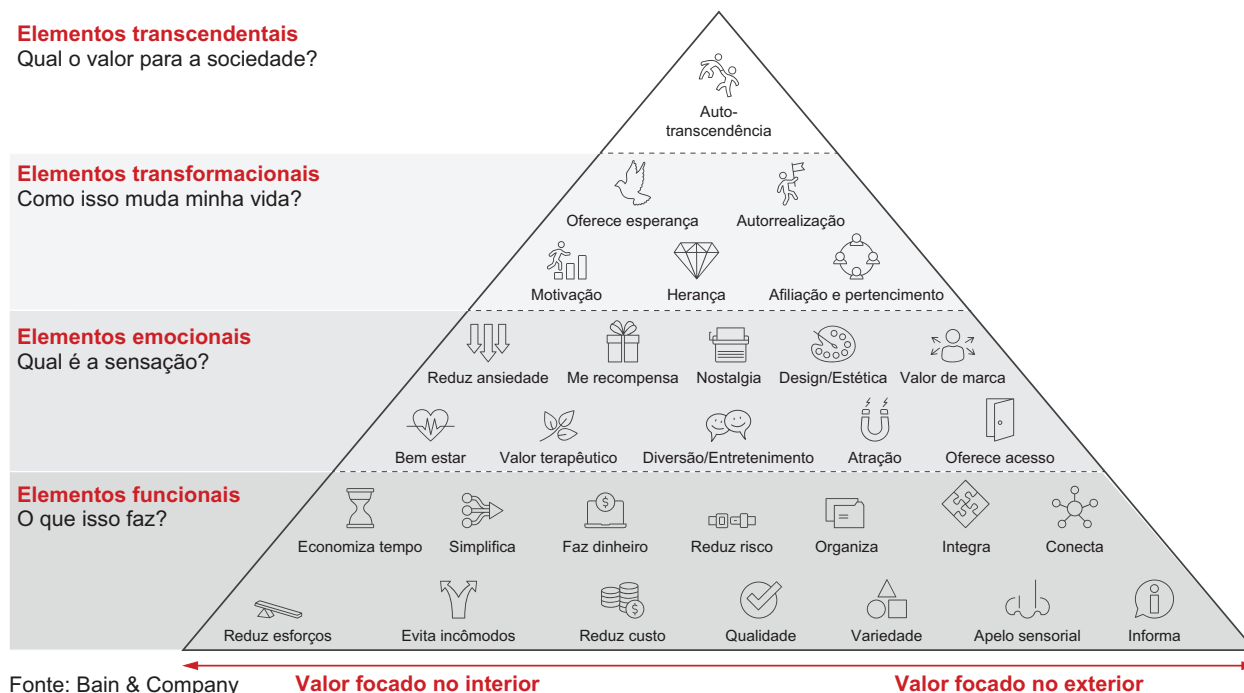 Elementos transcendentais
Qual o valor para a sociedade?
Auto-
transcendência
Elementos transformacionais
Como isso muda minha vida?
Oferece esperança
Autorrealização
Motivação
Herança
Afiliação e pertencimento
Elementos emocionais
Qual é a sensação?
Reduz ansiedade
Me recompensa
Nostalgia
Design/Estética
Valor de marca
Bem estar
Valor terapêutico
Diversão/Entretenimento
Atração
Oferece acesso
Elementos funcionais
O que isso faz?
Economiza tempo
Simplifica
Faz dinheiro
Reduz risco
Organiza
Integra
Conecta
Reduz esforços
Evita incômodos
Reduz custo
Qualidade
Variedade
Apelo sensorial
Informa
Fonte: Bain & Company
Valor focado no interior
Valor focado no exterior